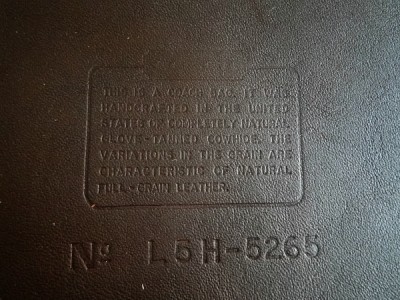 THIS IS A COACH BAG. IT WAS
HANDCRAFTED IN THE UNITED
STATES OF COMPLETELY NATURAL
GLOVE-TANNED COWHIDE. THE
VARIATIONS IN THE GRAIN ARE
CHARACTERISTIC OF NATURAL
FULL-GRAIN LEATHER.
Nº L5H-5265